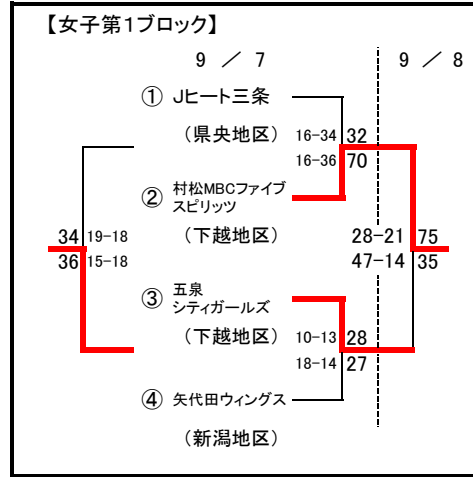 【女子第1ブロック】
9 ／ 7
9 ／ 8
① Jヒート三条
（県央地区）
16-34 32
16-36 70
② 村松MBCファイブ
スピリッツ
（下越地区）
34 19-18
36 15-18
28-21 75
47-14 35
③ 五泉
シティガールズ
（下越地区）
10-13 28
18-14 27
④ 矢代田ウィングス
（新潟地区）